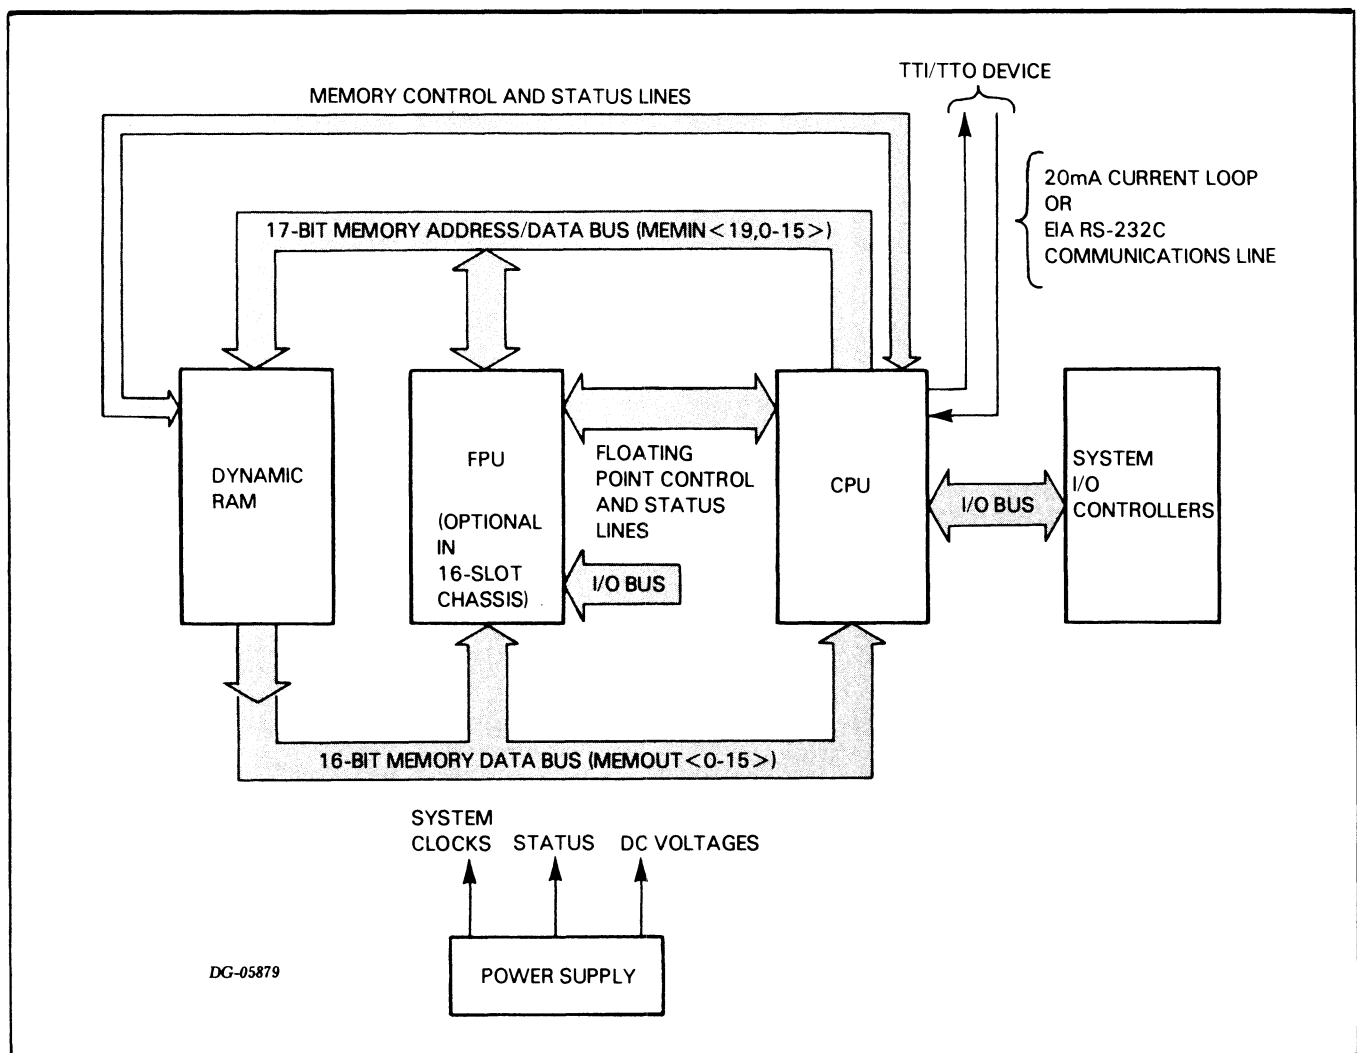 TTI/TTO DEVICE
MEMORY CONTROL AND STATUS LINES
20mA CURRENT LOOP
OR
EIA RS-232C
COMMUNICATIONS LINE
17-BIT MEMORY ADDRESS/DATA BUS (MEMIN<19,0-15>)
DYNAMIC
RAM
FPU
(OPTIONAL
IN
16-SLOT
CHASSIS)
FLOATING
POINT CONTROL
AND STATUS
LINES
I/O BUS
CPU
I/O BUS
SYSTEM
I/O
CONTROLLERS
16-BIT MEMORY DATA BUS (MEMOUT<0-15>)
SYSTEM
CLOCKS
STATUS
DC VOLTAGES
POWER SUPPLY
DG-05879